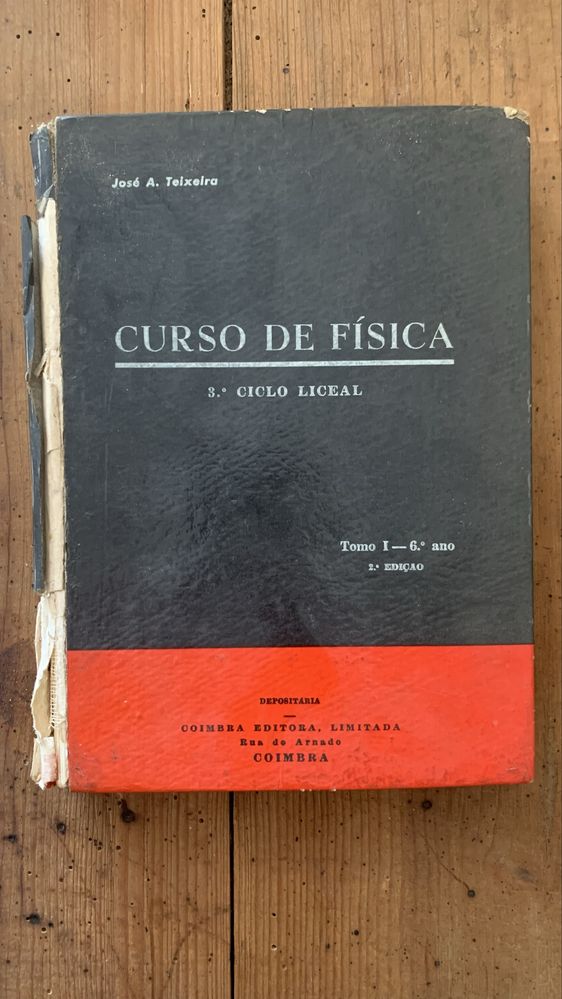 José A. Teixeira
CURSO DE FÍSICA
3.º CICLO LICEAL
Tomo I — 6.º ano
2.ª EDIÇÃO
DEPOSITÁRIA
COIMBRA EDITORA, LIMITADA
Rua do Arnado
COIMBRA